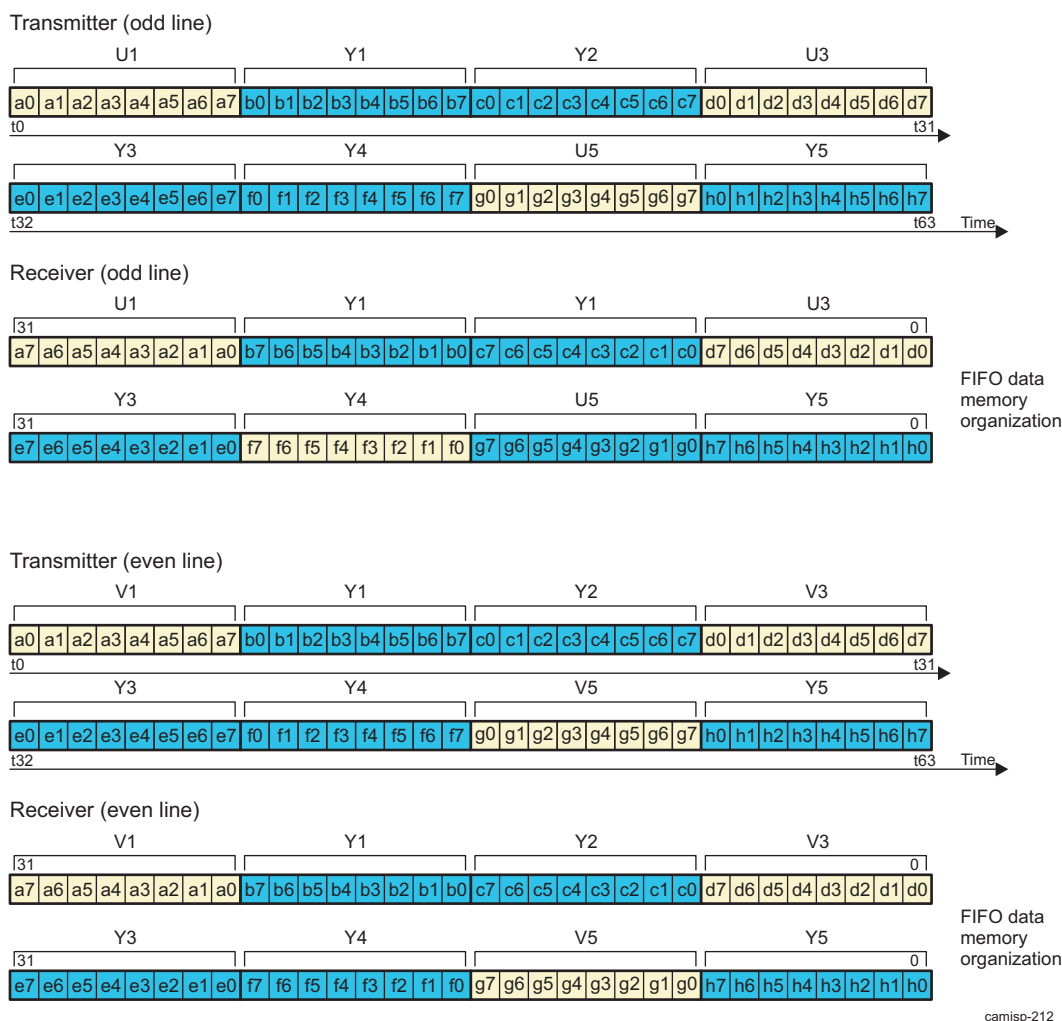 Transmitter (odd line)
U1 Y1 Y2 U3
a0 a1 a2 a3 a4 a5 a6 a7 b0 b1 b2 b3 b4 b5 b6 b7 c0 c1 c2 c3 c4 c5 c6 c7 d0 d1 d2 d3 d4 d5 d6 d7
t0 t31
Y3 Y4 U5 Y5
e0 e1 e2 e3 e4 e5 e6 e7 f0 f1 f2 f3 f4 f5 f6 f7 g0 g1 g2 g3 g4 g5 g6 g7 h0 h1 h2 h3 h4 h5 h6 h7
t32 t63 Time
Receiver (odd line)
U1 Y1 Y1 U3
31 0
a7 a6 a5 a4 a3 a2 a1 a0 b7 b6 b5 b4 b3 b2 b1 b0 c7 c6 c5 c4 c3 c2 c1 c0 d7 d6 d5 d4 d3 d2 d1 d0
Y3 Y4 U5 Y5
31 0
e7 e6 e5 e4 e3 e2 e1 e0 f7 f6 f5 f4 f3 f2 f1 f0 g7 g6 g5 g4 g3 g2 g1 g0 h7 h6 h5 h4 h3 h2 h1 h0
FIFO data
memory
organization
Transmitter (even line)
V1 Y1 Y2 V3
a0 a1 a2 a3 a4 a5 a6 a7 b0 b1 b2 b3 b4 b5 b6 b7 c0 c1 c2 c3 c4 c5 c6 c7 d0 d1 d2 d3 d4 d5 d6 d7
t0 t31
Y3 Y4 V5 Y5
e0 e1 e2 e3 e4 e5 e6 e7 f0 f1 f2 f3 f4 f5 f6 f7 g0 g1 g2 g3 g4 g5 g6 g7 h0 h1 h2 h3 h4 h5 h6 h7
t32 t63 Time
Receiver (even line)
V1 Y1 Y2 V3
31 0
a7 a6 a5 a4 a3 a2 a1 a0 b7 b6 b5 b4 b3 b2 b1 b0 c7 c6 c5 c4 c3 c2 c1 c0 d7 d6 d5 d4 d3 d2 d1 d0
Y3 Y4 V5 Y5
31 0
e7 e6 e5 e4 e3 e2 e1 e0 f7 f6 f5 f4 f3 f2 f1 f0 g7 g6 g5 g4 g3 g2 g1 g0 h7 h6 h5 h4 h3 h2 h1 h0
FIFO data
memory
organization
camisp-212